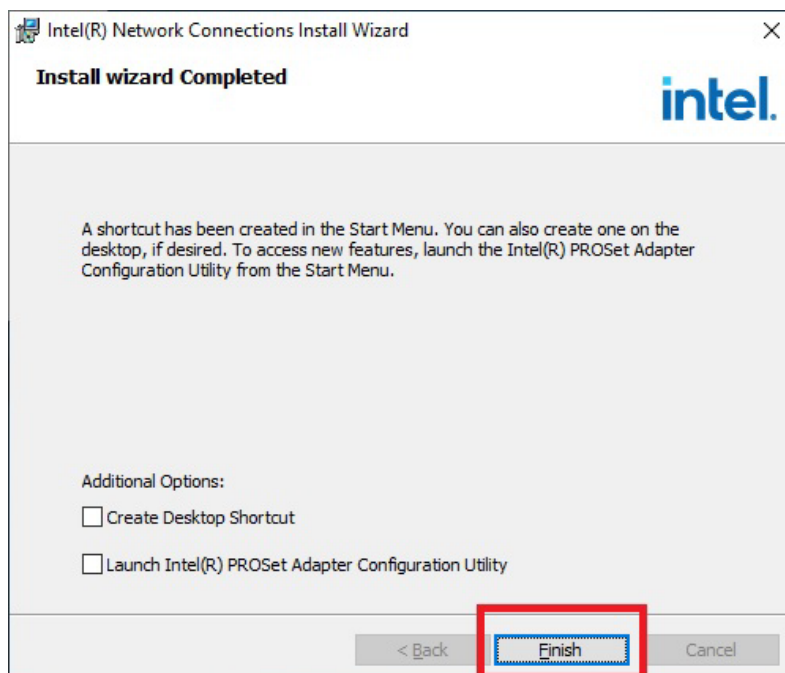 Intel(R) Network Connections Install Wizard
Install wizard Completed
intel.
A shortcut has been created in the Start Menu. You can also create one on the
desktop, if desired. To access new features, launch the Intel(R) PROSet Adapter
Configuration Utility from the Start Menu.
Additional Options:
Create Desktop Shortcut
Launch Intel(R) PROSet Adapter Configuration Utility
< Back Finish Cancel